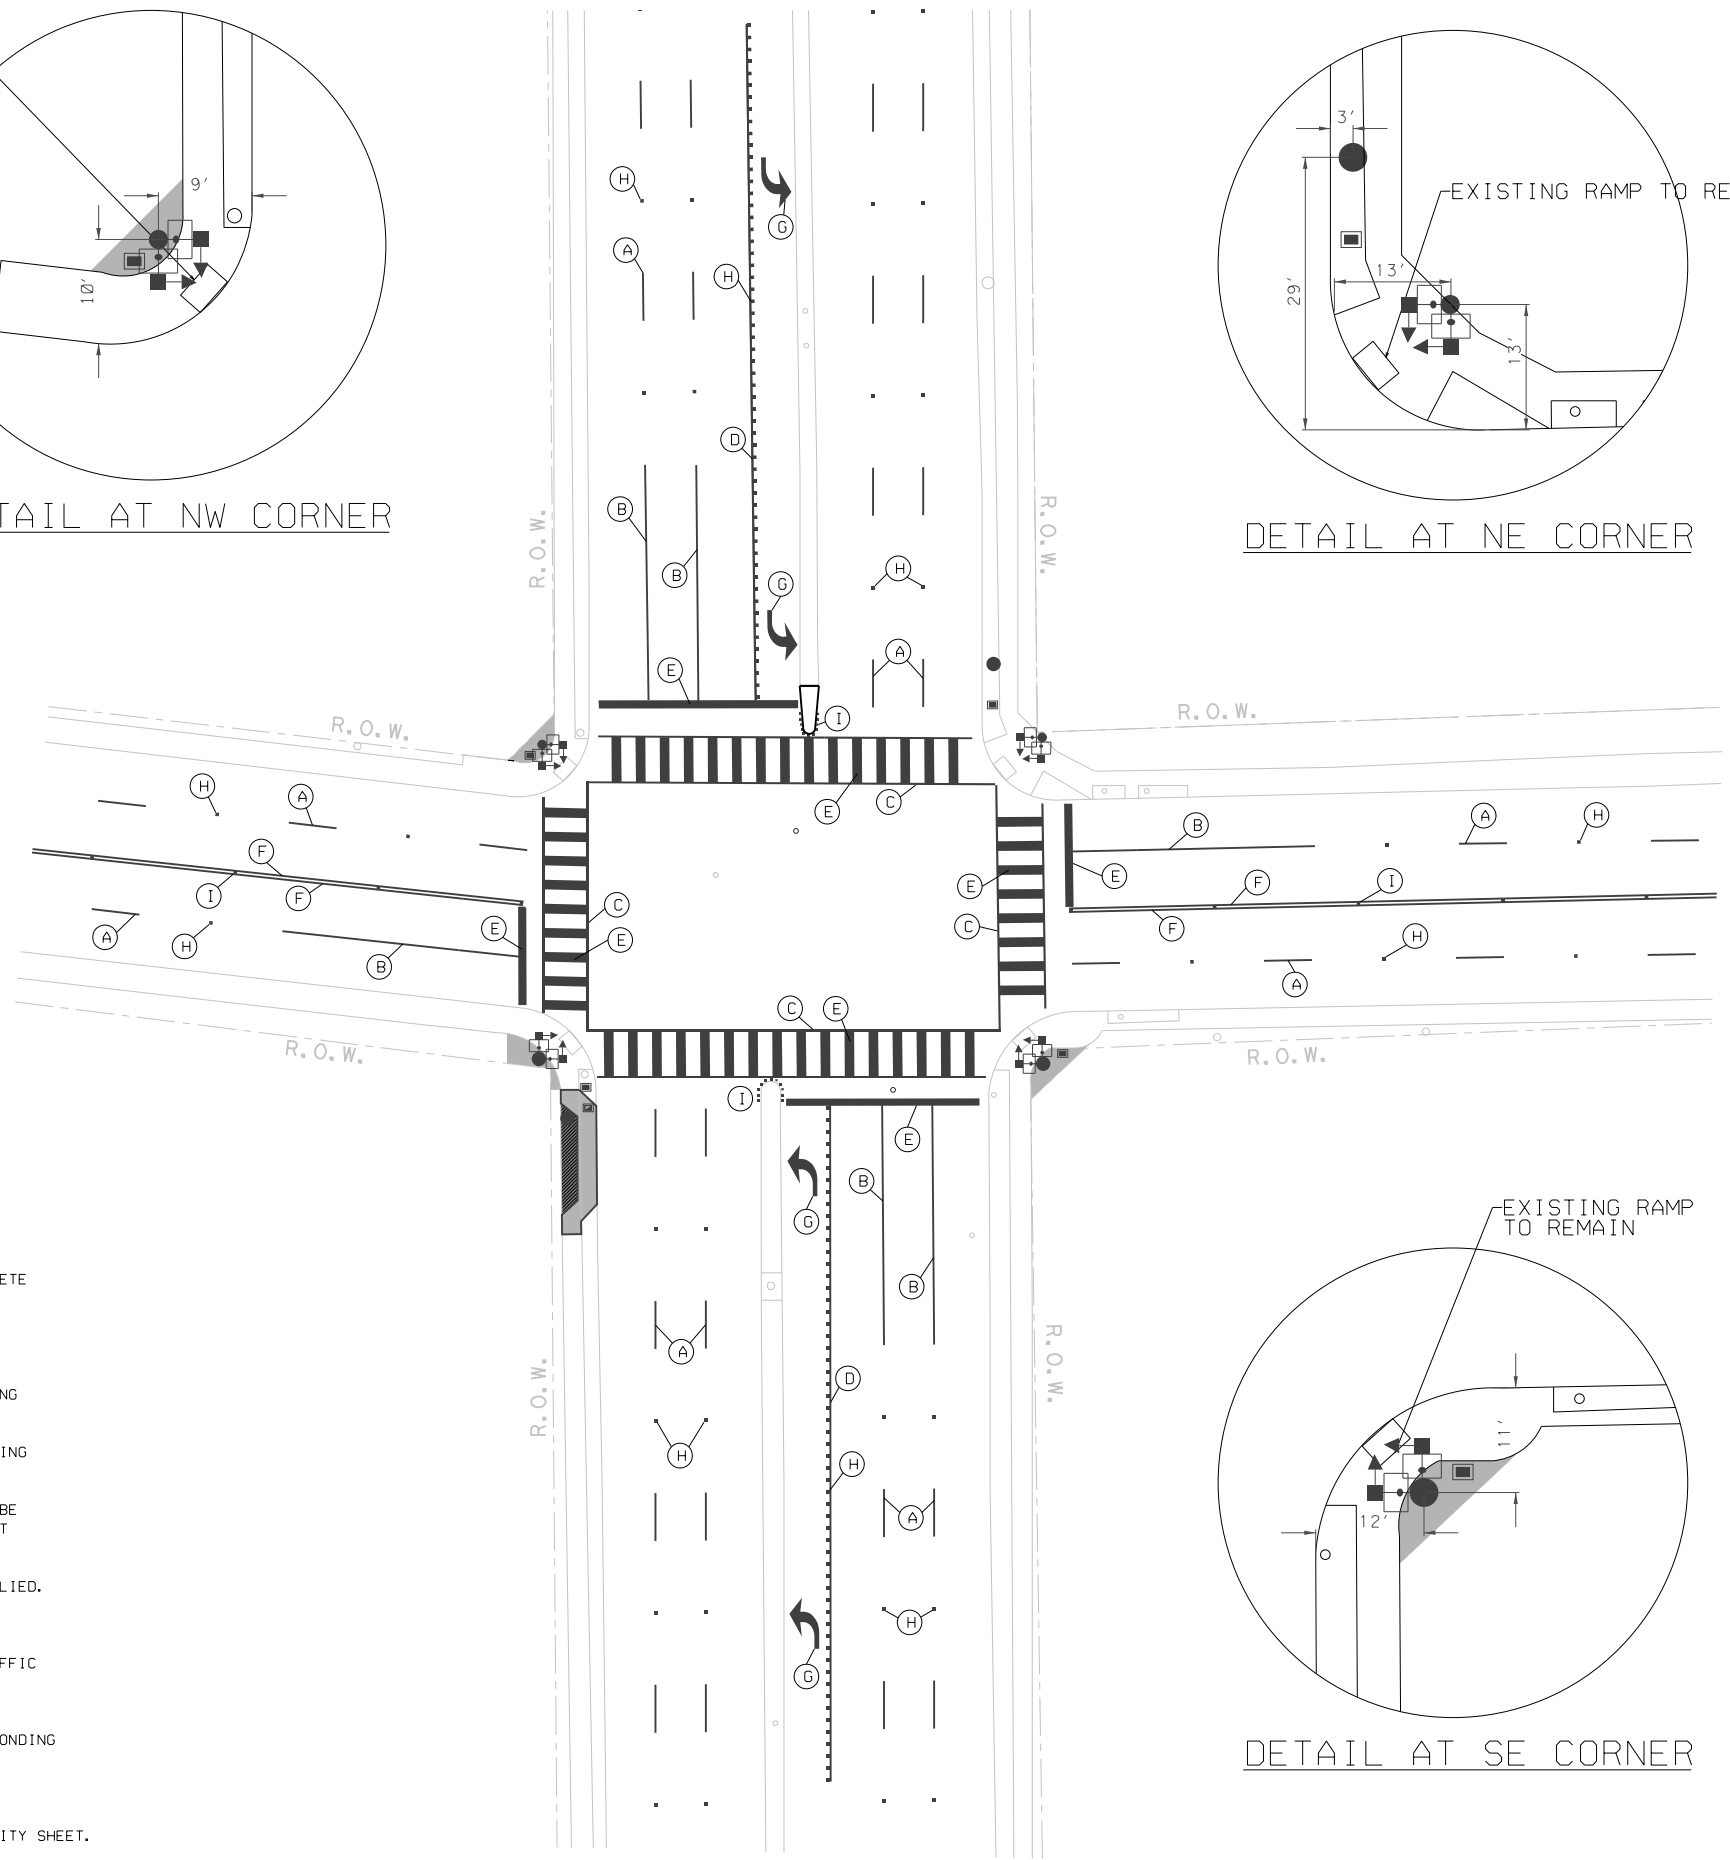 9'
10'
TAIL AT NW CORNER
3'
29'
13'
13'
EXISTING RAMP TO RE
DETAIL AT NE CORNER
H
A
H
G
D
B
B
G
E
I
H
A
R.O.W.
R.O.W.
R.O.W.
R.O.W.
H
A
F
I
F
A
H
B
E
C
E
E
C
E
C
C
E
B
A
H
E
F
I
F
H
A
R.O.W.
R.O.W.
I
E
G
B
B
A
D
H
H
A
H
G
R.O.W.
R.O.W.
ETE
NG
ING
BE
T
LIED.
FFIC
ONDING
ITY SHEET.
EXISTING RAMP
TO REMAIN
11'
12'
DETAIL AT SE CORNER